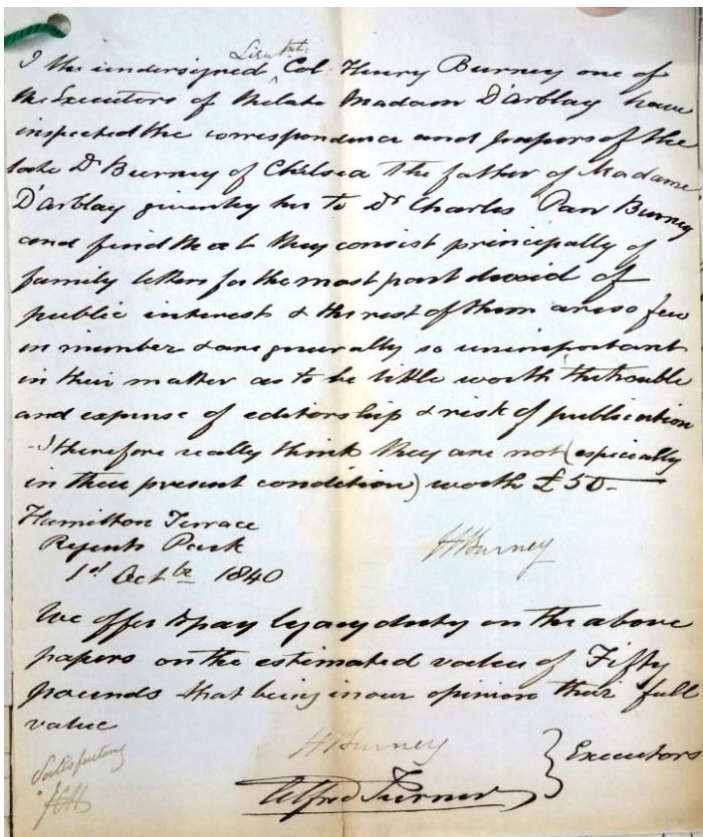 Lieutnt:
I the undersigned ^ Col: Henry Burney one of
the Executors of the late Madam D'Arblay have
inspected the correspondence and papers of the
late Dr Burney of Chelsea the father of Madame
D'Arblay given by her to Dr Charles Parr Burney
and find that they consist principally of
family letters for the most part devoid of
public interest & the rest of them are so few
in number & are generally so unimportant
in their matter as to be little worth the trouble
and expense of editorship & risk of publication
- I therefore really think they are not (especially
in their present condition) worth £50-
Hamilton Terrace
Regents Park
1st Octbr 1840
HBurney
We offer to pay legacy duty on the above
papers on the estimated value of Fifty
pounds that being in our opinion their full
value
HBurney
Alfred Turner
} Executors
Satisfactory